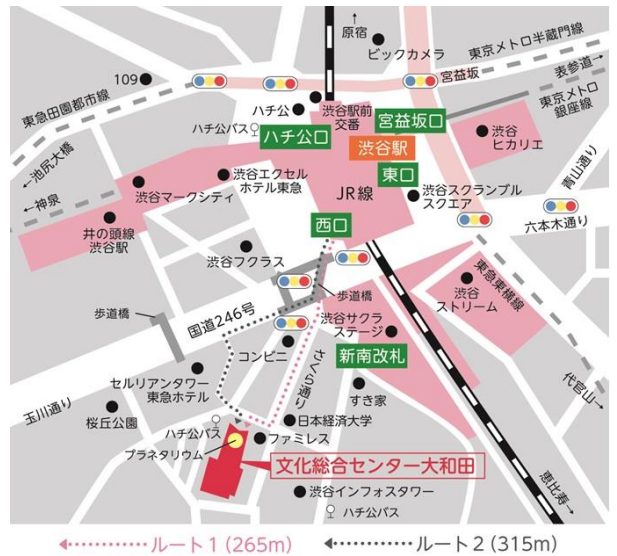 ↑
原宿
ビックカメラ
東京メトロ半蔵門線
109
宮益坂
表参道→
東急田園都市線
ハチ公
渋谷駅前
交番
宮益坂口
東京メトロ
銀座線
ハチ公バス
ハチ公口
渋谷駅
渋谷
ヒカリエ
←池尻大橋
渋谷エクセル
ホテル東急
東口
青山通り
←神泉
渋谷マークシティ
JR線
渋谷スクランブル
スクエア
西口
六本木通り
井の頭線
渋谷駅
渋谷フクラス
東急東横線
歩道橋
歩道橋
渋谷
ストリーム
国道246号
渋谷サクラ
ステージ
コンビニ
さくら通り
新南改札
セルリアンタワー
東急ホテル
すき家
代官山→
玉川通り
桜丘公園
日本経済大学
ハチ公バス
ファミレス
プラネタリウム
文化総合センター大和田
恵比寿→
渋谷インフォスタワー
ハチ公バス
ルート1 (265m)
ルート2 (315m)